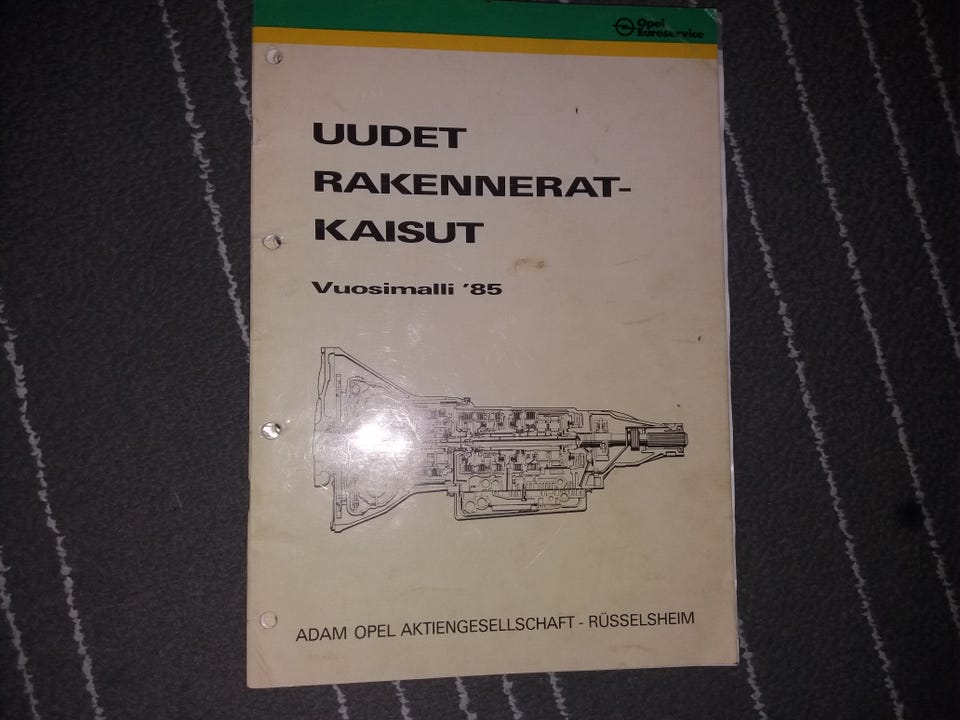 Opel
Euroservice
UUDET
RAKENNERAT-
KAISUT
Vuosimalli '85
ADAM OPEL AKTIENGESELLSCHAFT - RÜSSELSHEIM